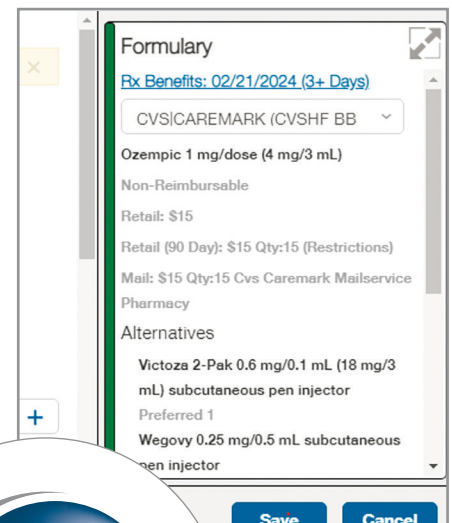 Formulary
Rx Benefits: 02/21/2024 (3+ Days)
CVS|CAREMARK (CVSHF BB
Ozempic 1 mg/dose (4 mg/3 mL)
Non-Reimbursable
Retail: $15
Retail (90 Day): $15 Qty:15 (Restrictions)
Mail: $15 Qty:15 Cvs Caremark Mailservice
Pharmacy
Alternatives
Victoza 2-Pak 0.6 mg/0.1 mL (18 mg/3
mL) subcutaneous pen injector
Preferred 1
Wegovy 0.25 mg/0.5 mL subcutaneous
pen injector
Save Cancel